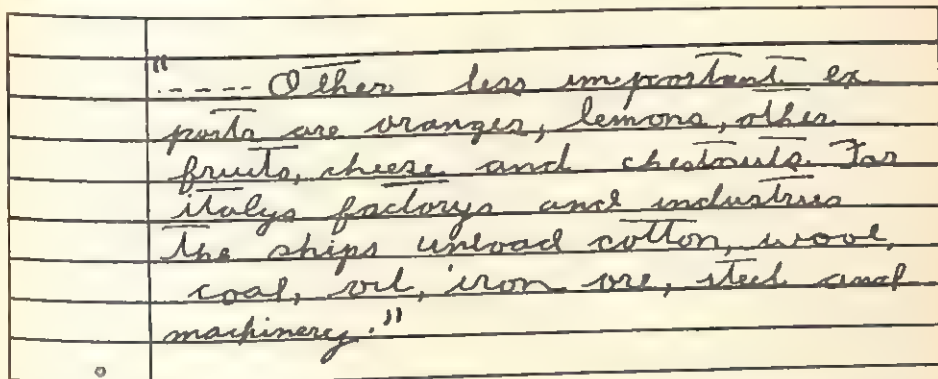 "----- Other less important ex
ports are oranges, lemons, other
fruits, cheese and chestnuts. For
italys factorys and industries
the ships unload cotton, wool,
coal, oil, iron ore, steel and
machinery."